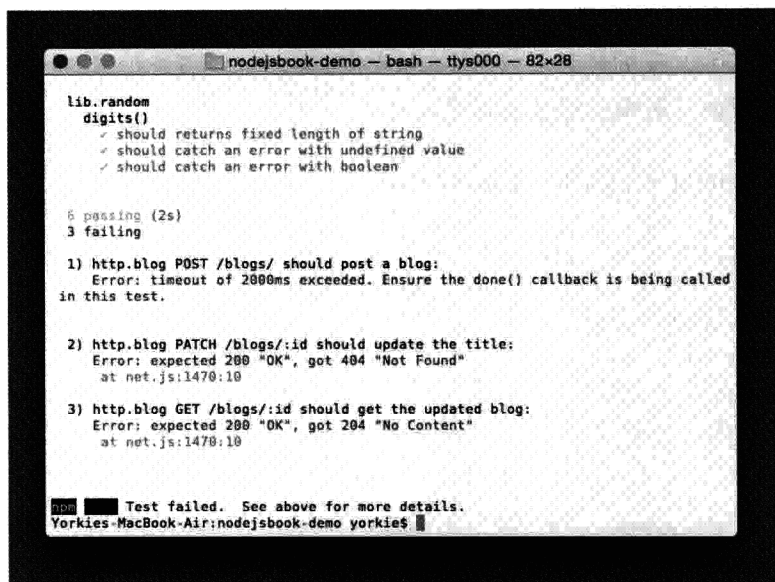 nodejsbook-demo — bash — ttys000 — 82×28
lib.random
digits()
✓ should returns fixed length of string
✓ should catch an error with undefined value
✓ should catch an error with boolean
6 passing (2s)
3 failing
1) http.blog POST /blogs/ should post a blog:
Error: timeout of 2000ms exceeded. Ensure the done() callback is being called
in this test.
2) http.blog PATCH /blogs/:id should update the title:
Error: expected 200 "OK", got 404 "Not Found"
at net.js:1470:10
3) http.blog GET /blogs/:id should get the updated blog:
Error: expected 200 "OK", got 204 "No Content"
at net.js:1470:10
npm Test failed. See above for more details.
Yorkies-MacBook-Air:nodejsbook-demo yorkie$